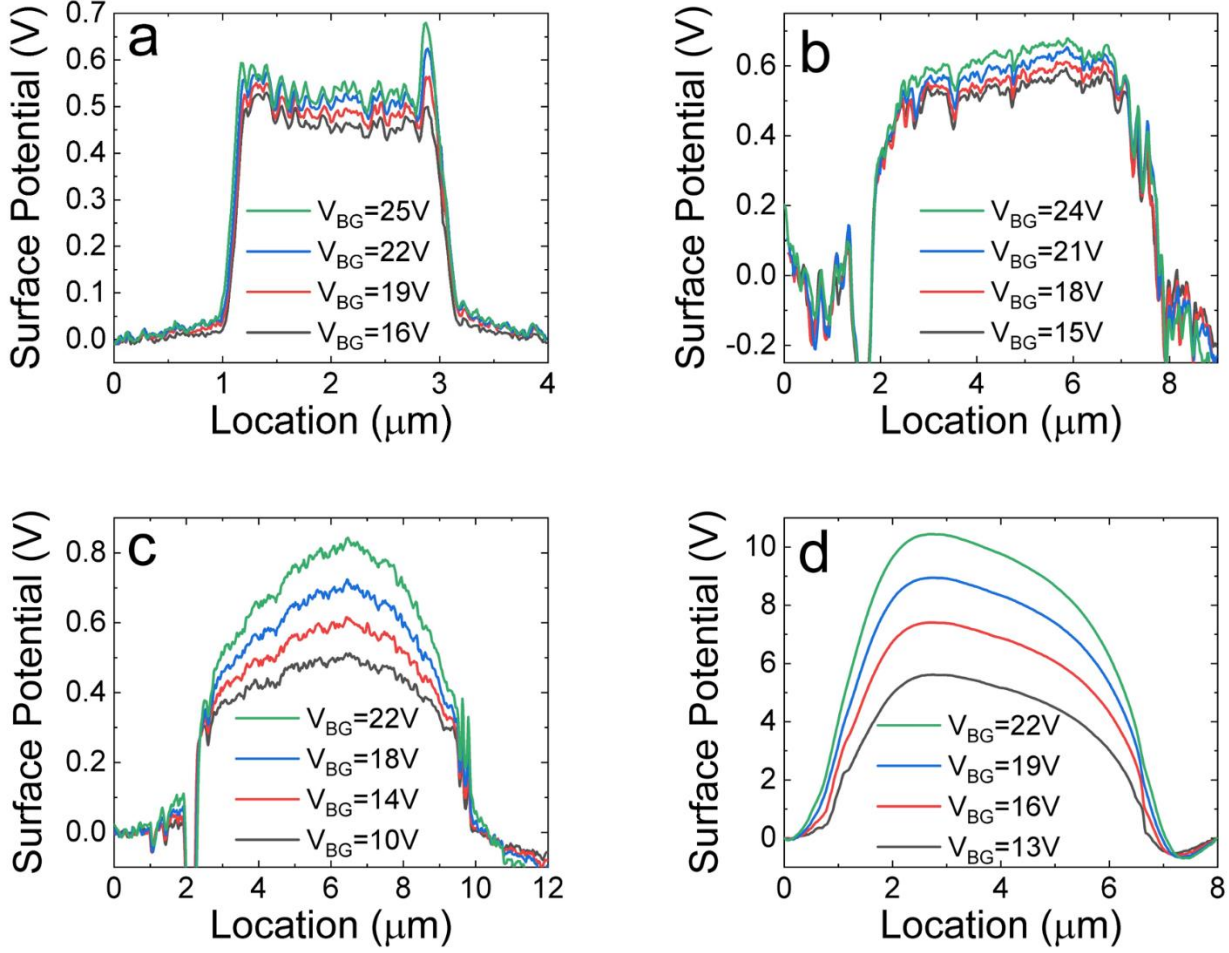 a
Surface Potential (V)
0.7
0.6
0.5
0.4
0.3
0.2
0.1
0.0
V_BG=25V
V_BG=22V
V_BG=19V
V_BG=16V
0 1 2 3 4
Location (μm)
b
Surface Potential (V)
0.6
0.4
0.2
0.0
-0.2
V_BG=24V
V_BG=21V
V_BG=18V
V_BG=15V
0 2 4 6 8
Location (μm)
c
Surface Potential (V)
0.8
0.6
0.4
0.2
0.0
V_BG=22V
V_BG=18V
V_BG=14V
V_BG=10V
0 2 4 6 8 10 12
Location (μm)
d
Surface Potential (V)
10
8
6
4
2
0
V_BG=22V
V_BG=19V
V_BG=16V
V_BG=13V
0 2 4 6 8
Location (μm)